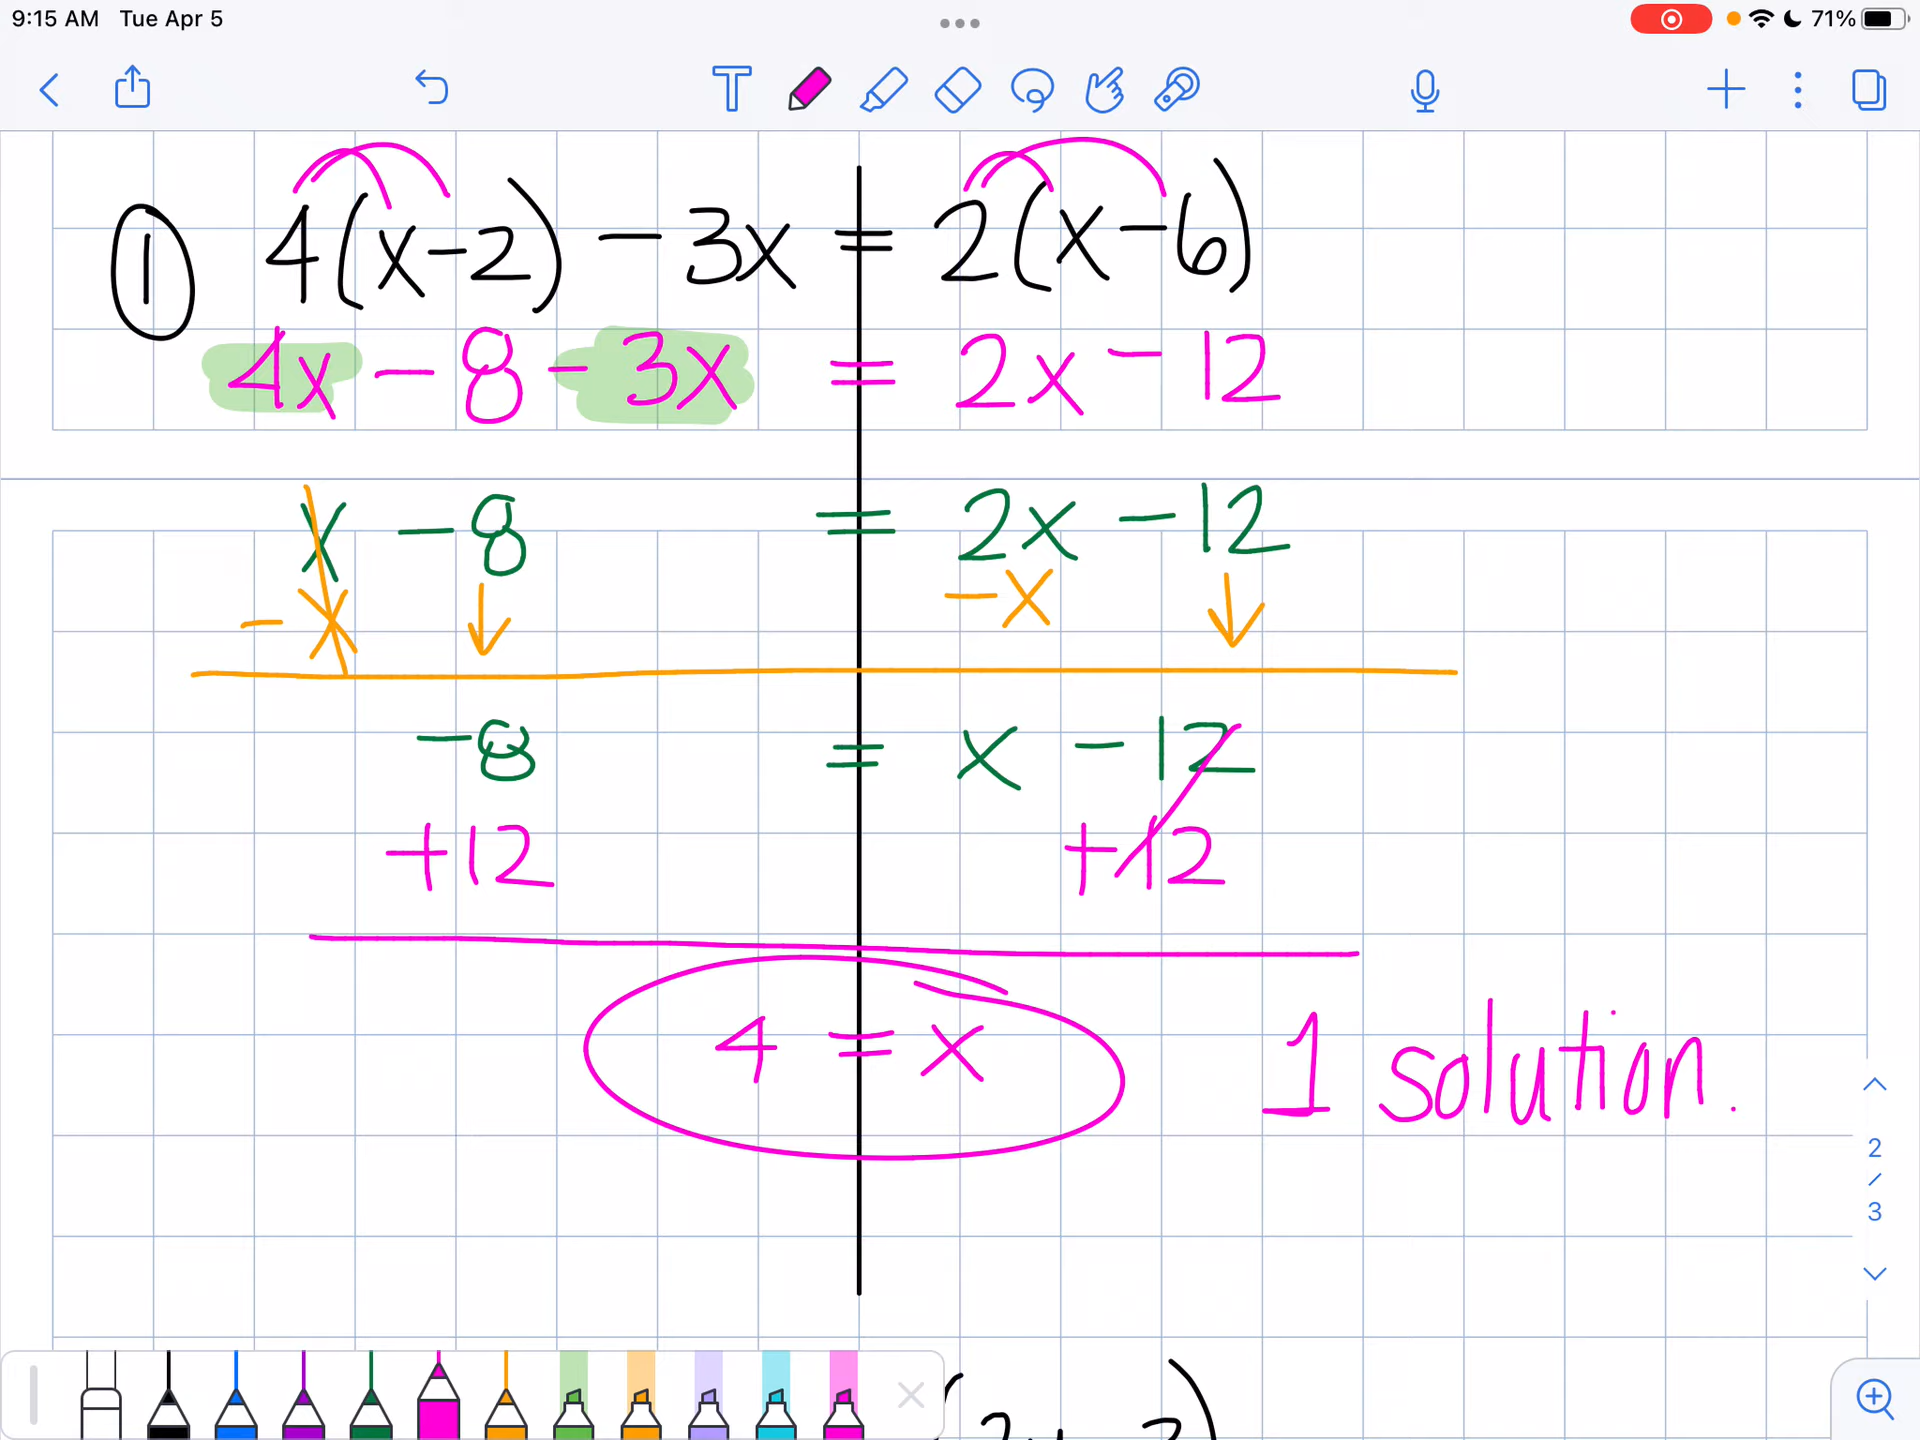 9:15 AM Tue Apr 5 71%
T
① 4(x-2) - 3x = 2(x-6)
4x - 8 - 3x = 2x - 12
x - 8 = 2x - 12
-x -x
-8 = x - 12
+12 +12
4 = x 1 solution.
2
/
3